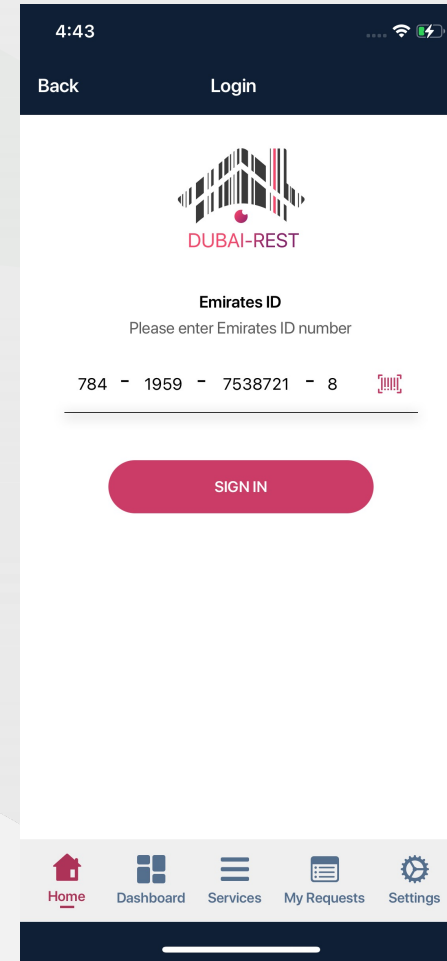 4:43
Back Login
DUBAI-REST
Emirates ID
Please enter Emirates ID number
784 - 1959 - 7538721 - 8
SIGN IN
Home Dashboard Services My Requests Settings